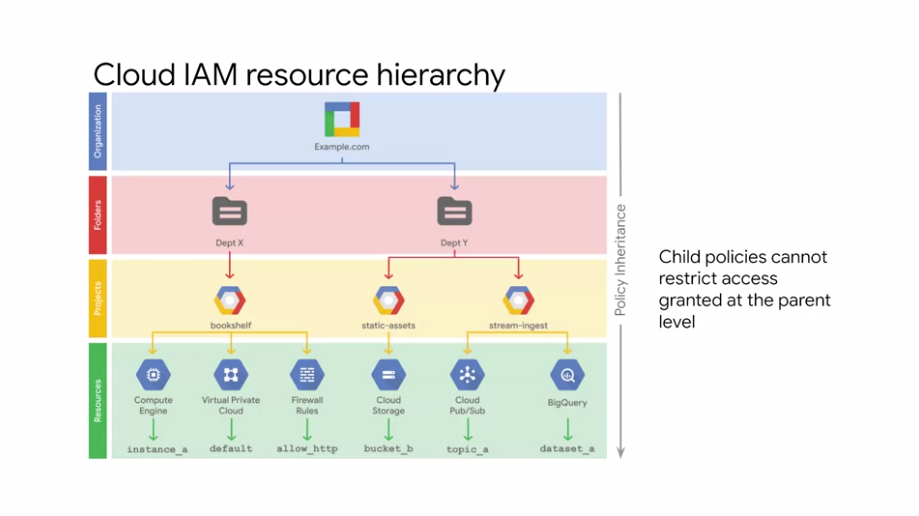 Cloud IAM resource hierarchy
Organization
Example.com
Folders
Dept X
Dept Y
Projects
bookshelf
static-assets
stream-ingest
Resources
Compute
Engine
Virtual Private
Cloud
Firewall
Rules
Cloud
Storage
Cloud
Pub/Sub
BigQuery
instance_a
default
allow_http
bucket_b
topic_a
dataset_a
Policy Inheritance
Child policies cannot
restrict access
granted at the parent
level